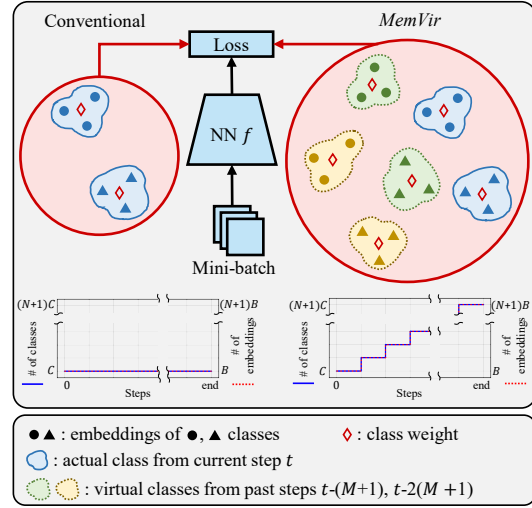 Conventional
MemVir
Loss
NN f
Mini-batch
(N+1)C
(N+1)B
# of classes
# of embeddings
C
B
0
end
Steps
(N+1)C
(N+1)B
# of classes
# of embeddings
C
B
0
end
Steps
: embeddings of ●, ▲ classes
: class weight
: actual class from current step t
: virtual classes from past steps t-(M+1), t-2(M+1)